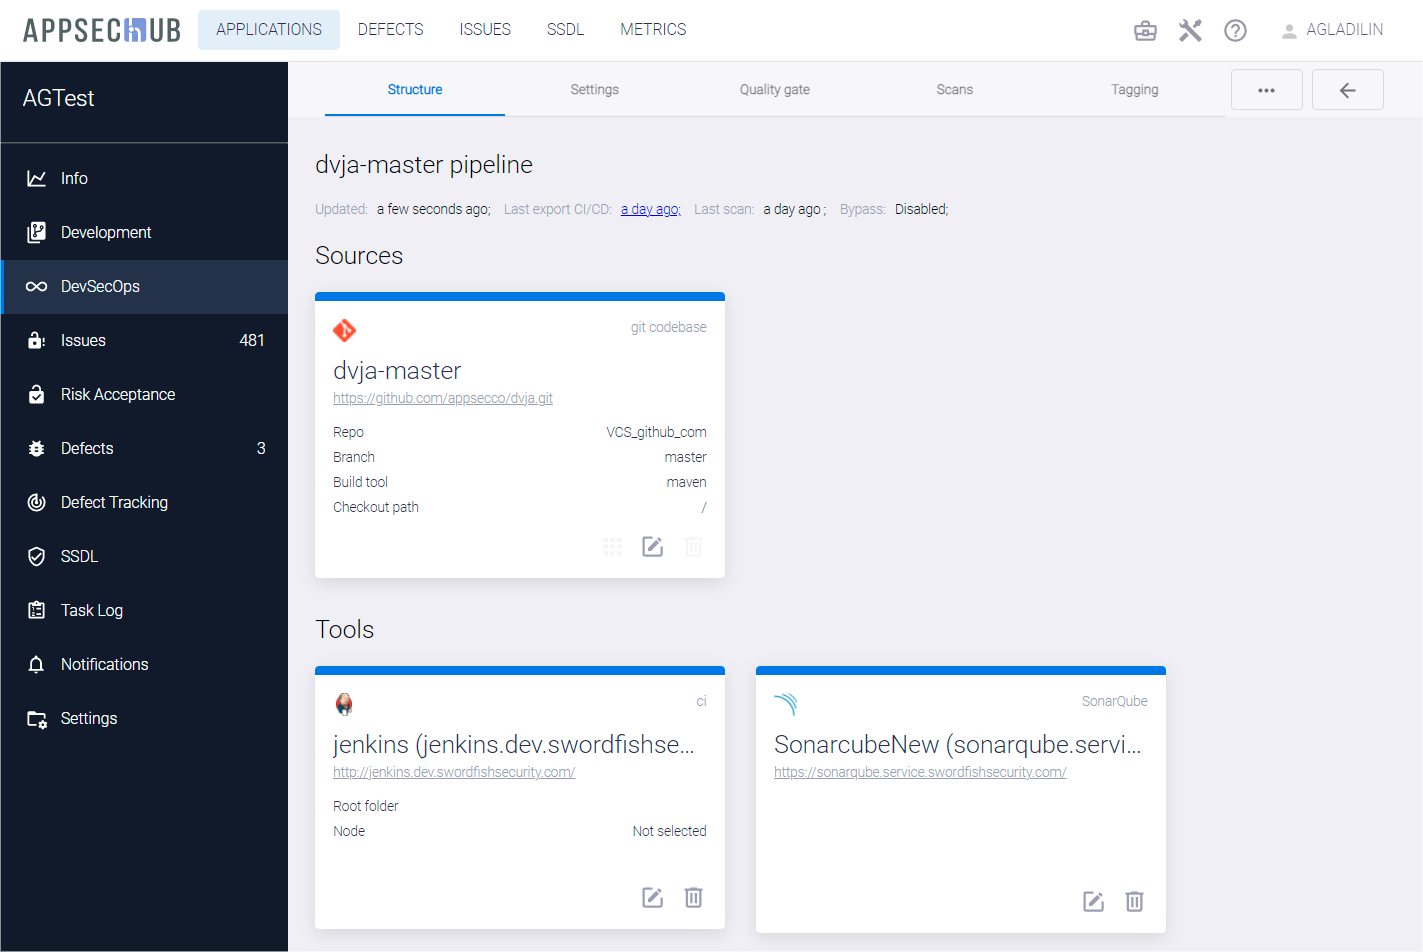 APPSECHUB
APPLICATIONS
DEFECTS
ISSUES
SSDL
METRICS
AGLADILIN
AGTest
Info
Development
DevSecOps
Issues 481
Risk Acceptance
Defects 3
Defect Tracking
SSDL
Task Log
Notifications
Settings
Structure
Settings
Quality gate
Scans
Tagging
dvja-master pipeline
Updated: a few seconds ago; Last export CI/CD: a day ago; Last scan: a day ago ; Bypass: Disabled;
Sources
git codebase
dvja-master
https://github.com/appsecco/dvja.git
Repo VCS_github_com
Branch master
Build tool maven
Checkout path /
Tools
ci
jenkins (jenkins.dev.swordfishse...
http://jenkins.dev.swordfishsecurity.com/
Root folder
Node Not selected
SonarQube
SonarcubeNew (sonarqube.servi...
https://sonarqube.service.swordfishsecurity.com/